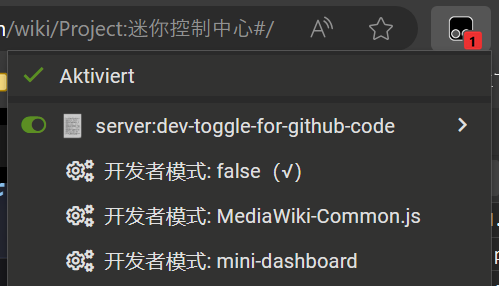 /wiki/Project:迷你控制中心#/
A
1
Aktiviert
server:dev-toggle-for-github-code
开发者模式: false（√）
开发者模式: MediaWiki-Common.js
开发者模式: mini-dashboard